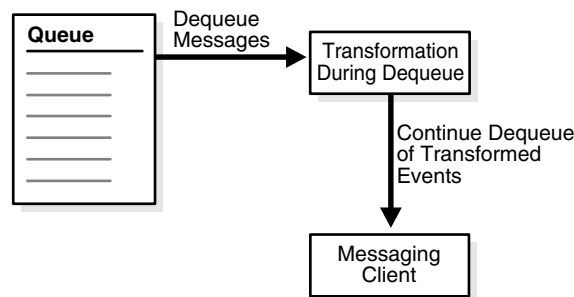 Queue
Dequeue
Messages
Transformation
During Dequeue
Continue Dequeue
of Transformed
Events
Messaging
Client